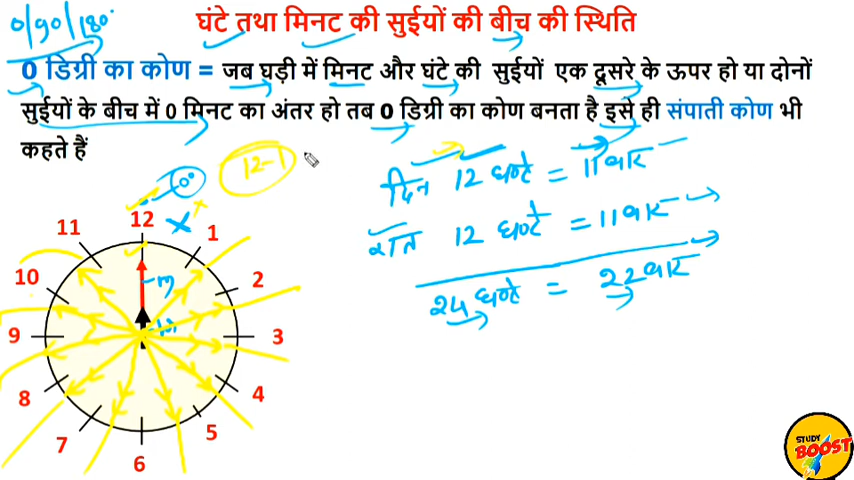 0/90/180°
घंटे तथा मिनट की सुईयों की बीच की स्थिति
0 डिग्री का कोण = जब घड़ी में मिनट और घंटे की सुईयों एक दूसरे के ऊपर हो या दोनों
सुईयों के बीच में 0 मिनट का अंतर हो तब 0 डिग्री का कोण बनता है इसे ही संपाती कोण भी
कहते हैं
0°
12-1
दिन 12 घण्टे = 11 बार
रात 12 घण्टे = 11 बार
24 घण्टे = 22 बार
12
1
2
3
4
5
6
7
8
9
10
11
m
h
STUDY
BOOST